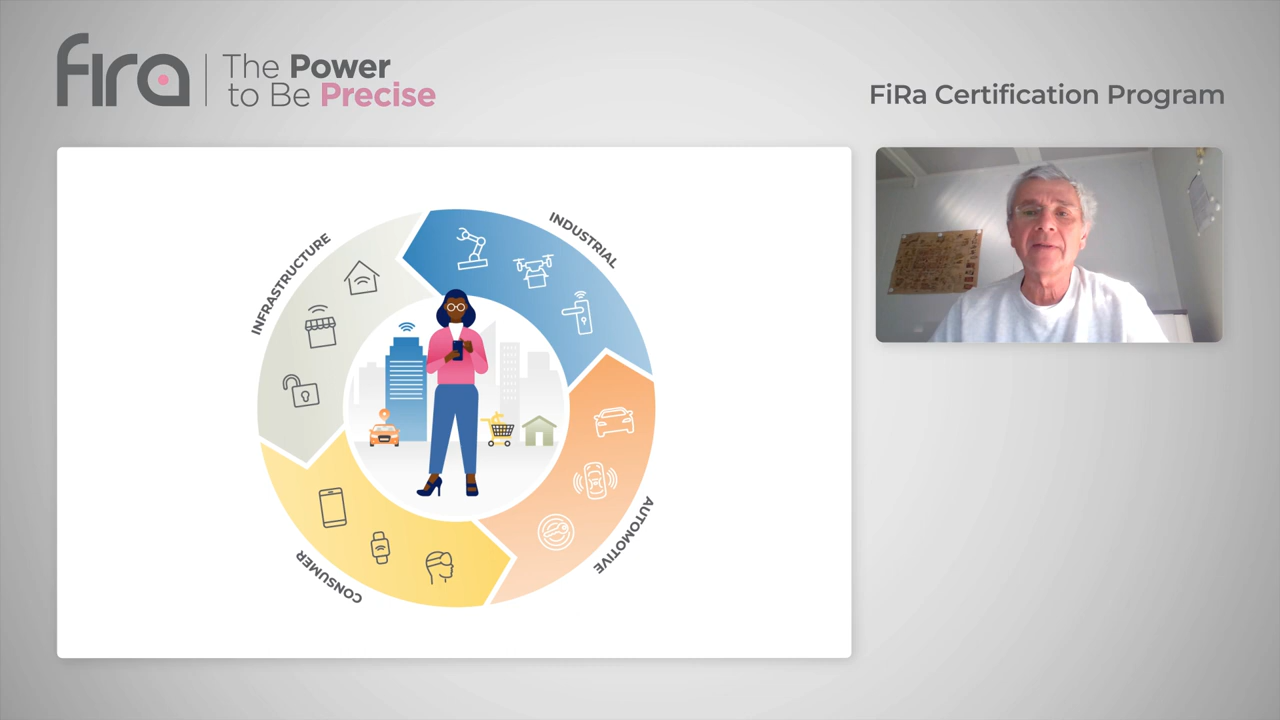 fira
The Power
to Be Precise
FiRa Certification Program
INFRASTRUCTURE
INDUSTRIAL
AUTOMOTIVE
CONSUMER